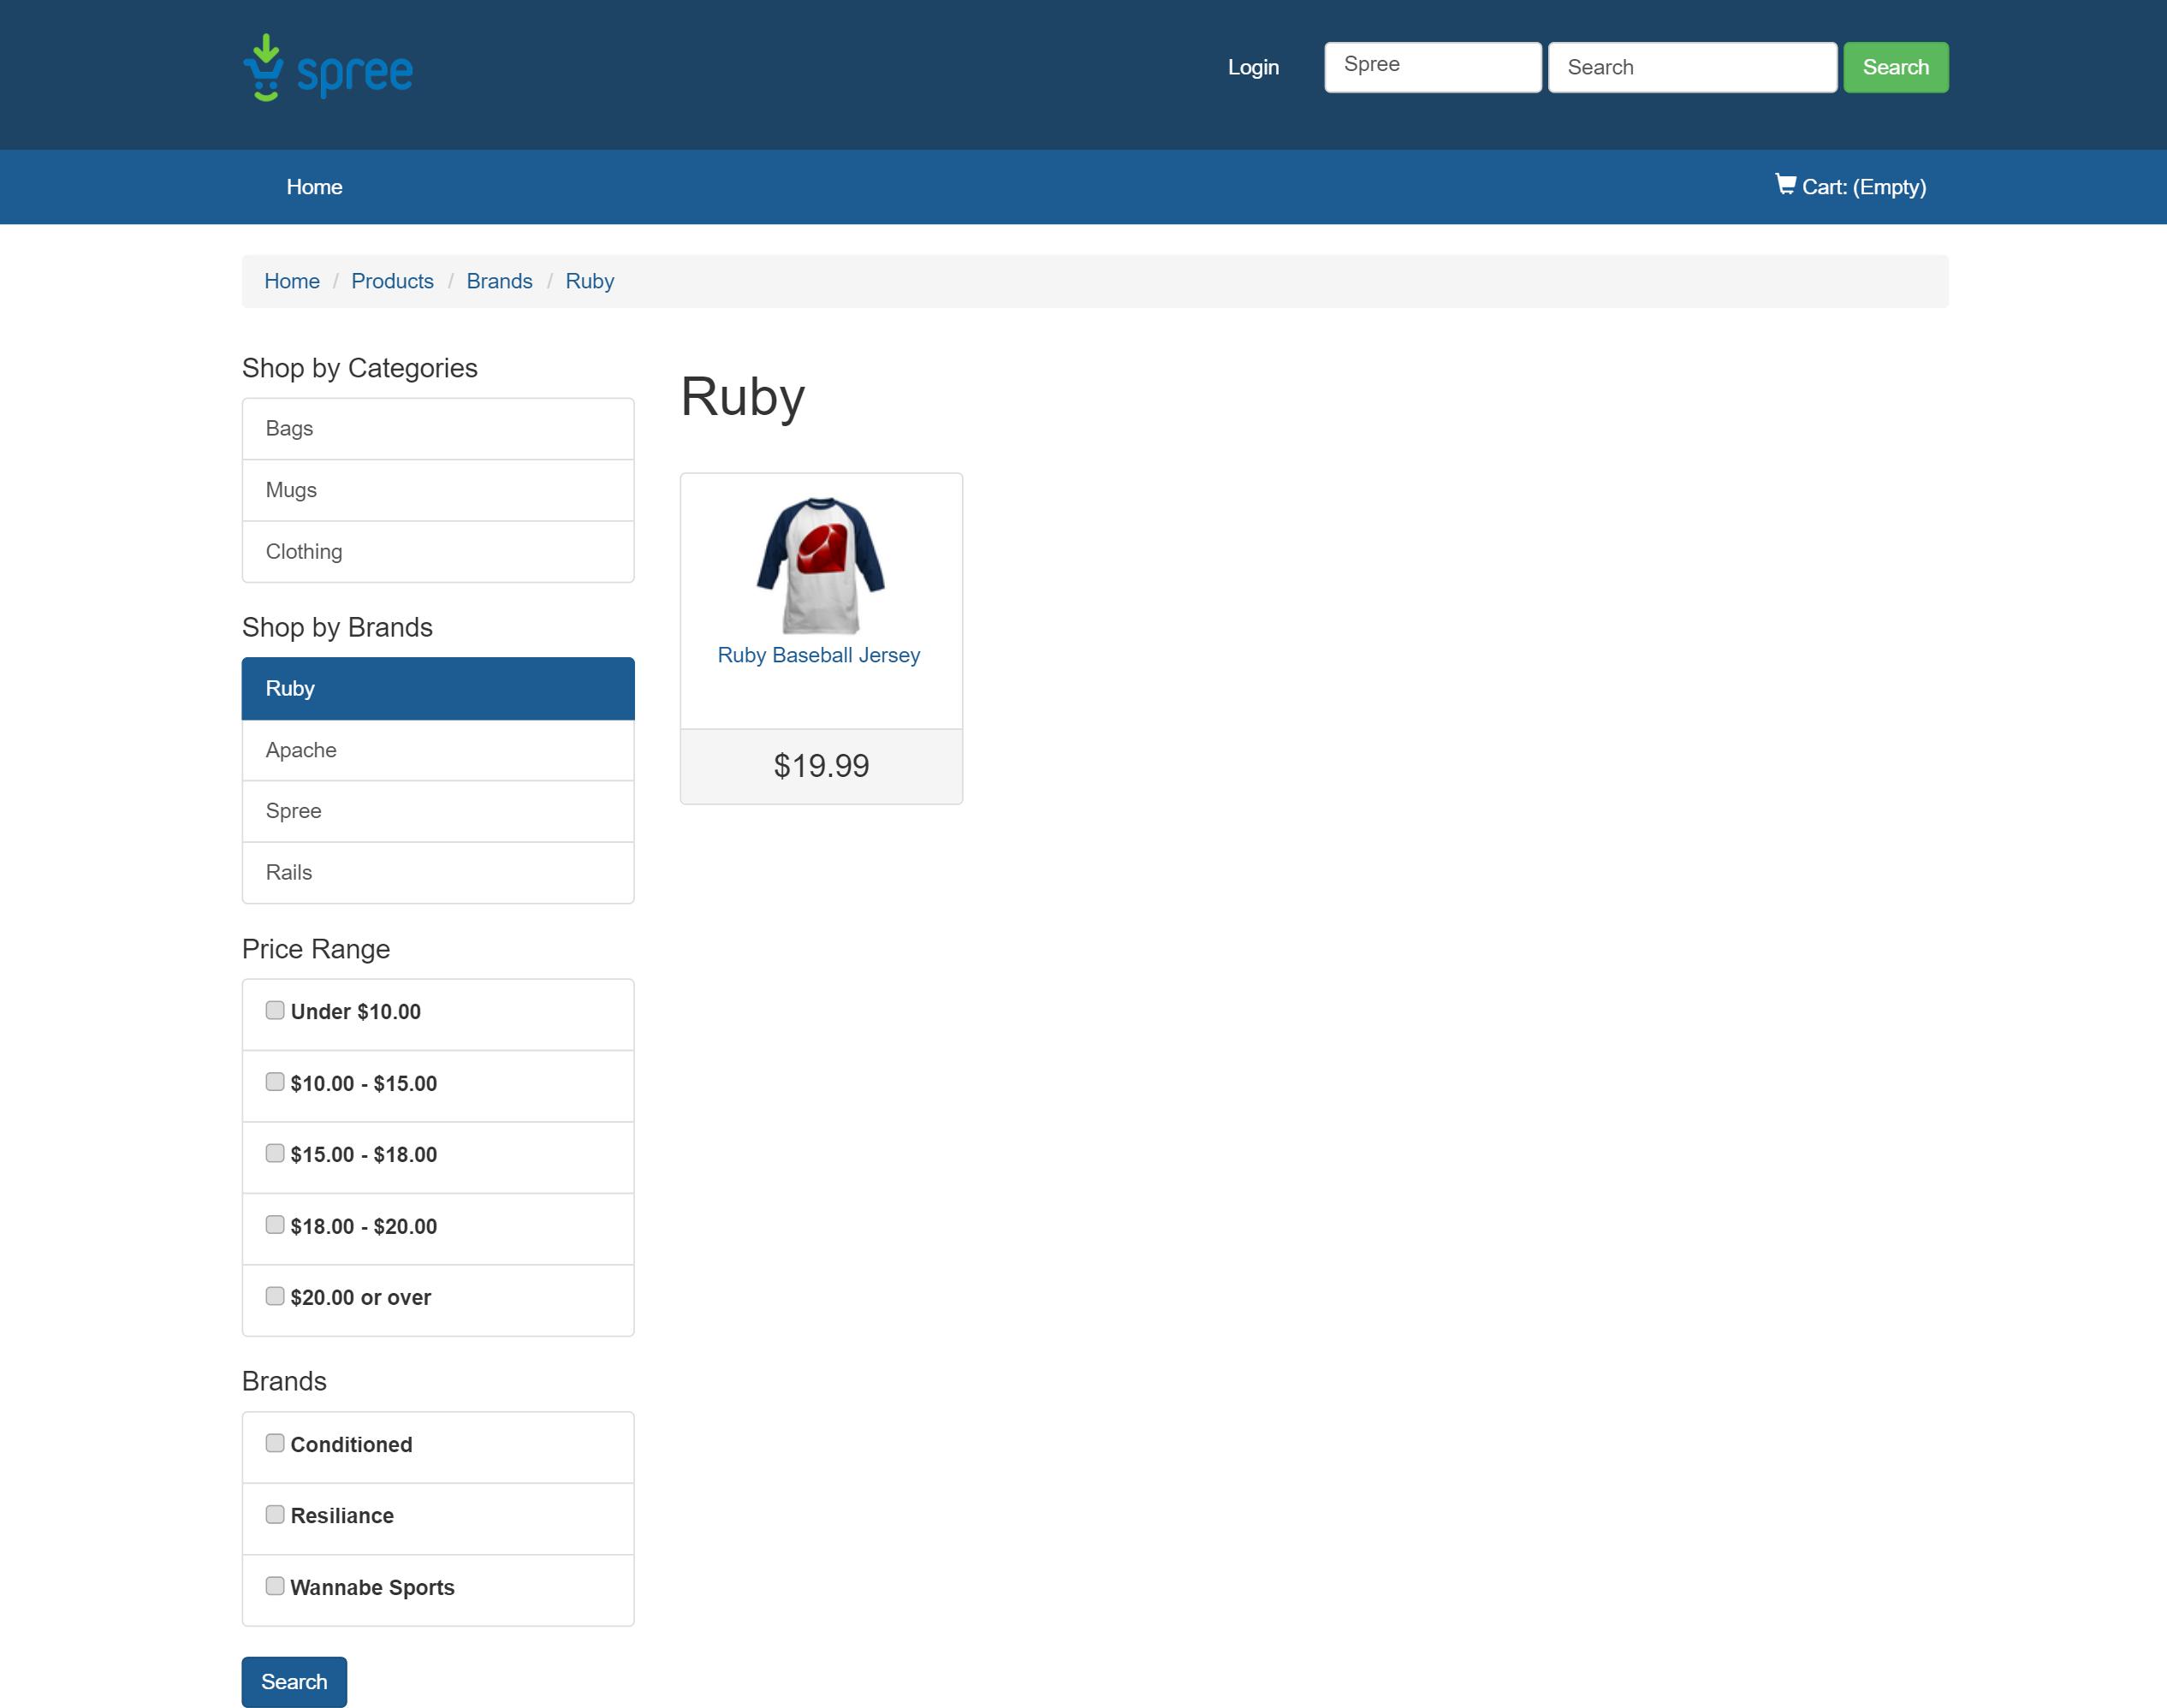 spree
Login
Spree
Search
Search
Home
Cart: (Empty)
Home / Products / Brands / Ruby
Shop by Categories
Bags
Mugs
Clothing
Shop by Brands
Ruby
Apache
Spree
Rails
Price Range
Under $10.00
$10.00 - $15.00
$15.00 - $18.00
$18.00 - $20.00
$20.00 or over
Brands
Conditioned
Resiliance
Wannabe Sports
Search
Ruby
Ruby Baseball Jersey
$19.99